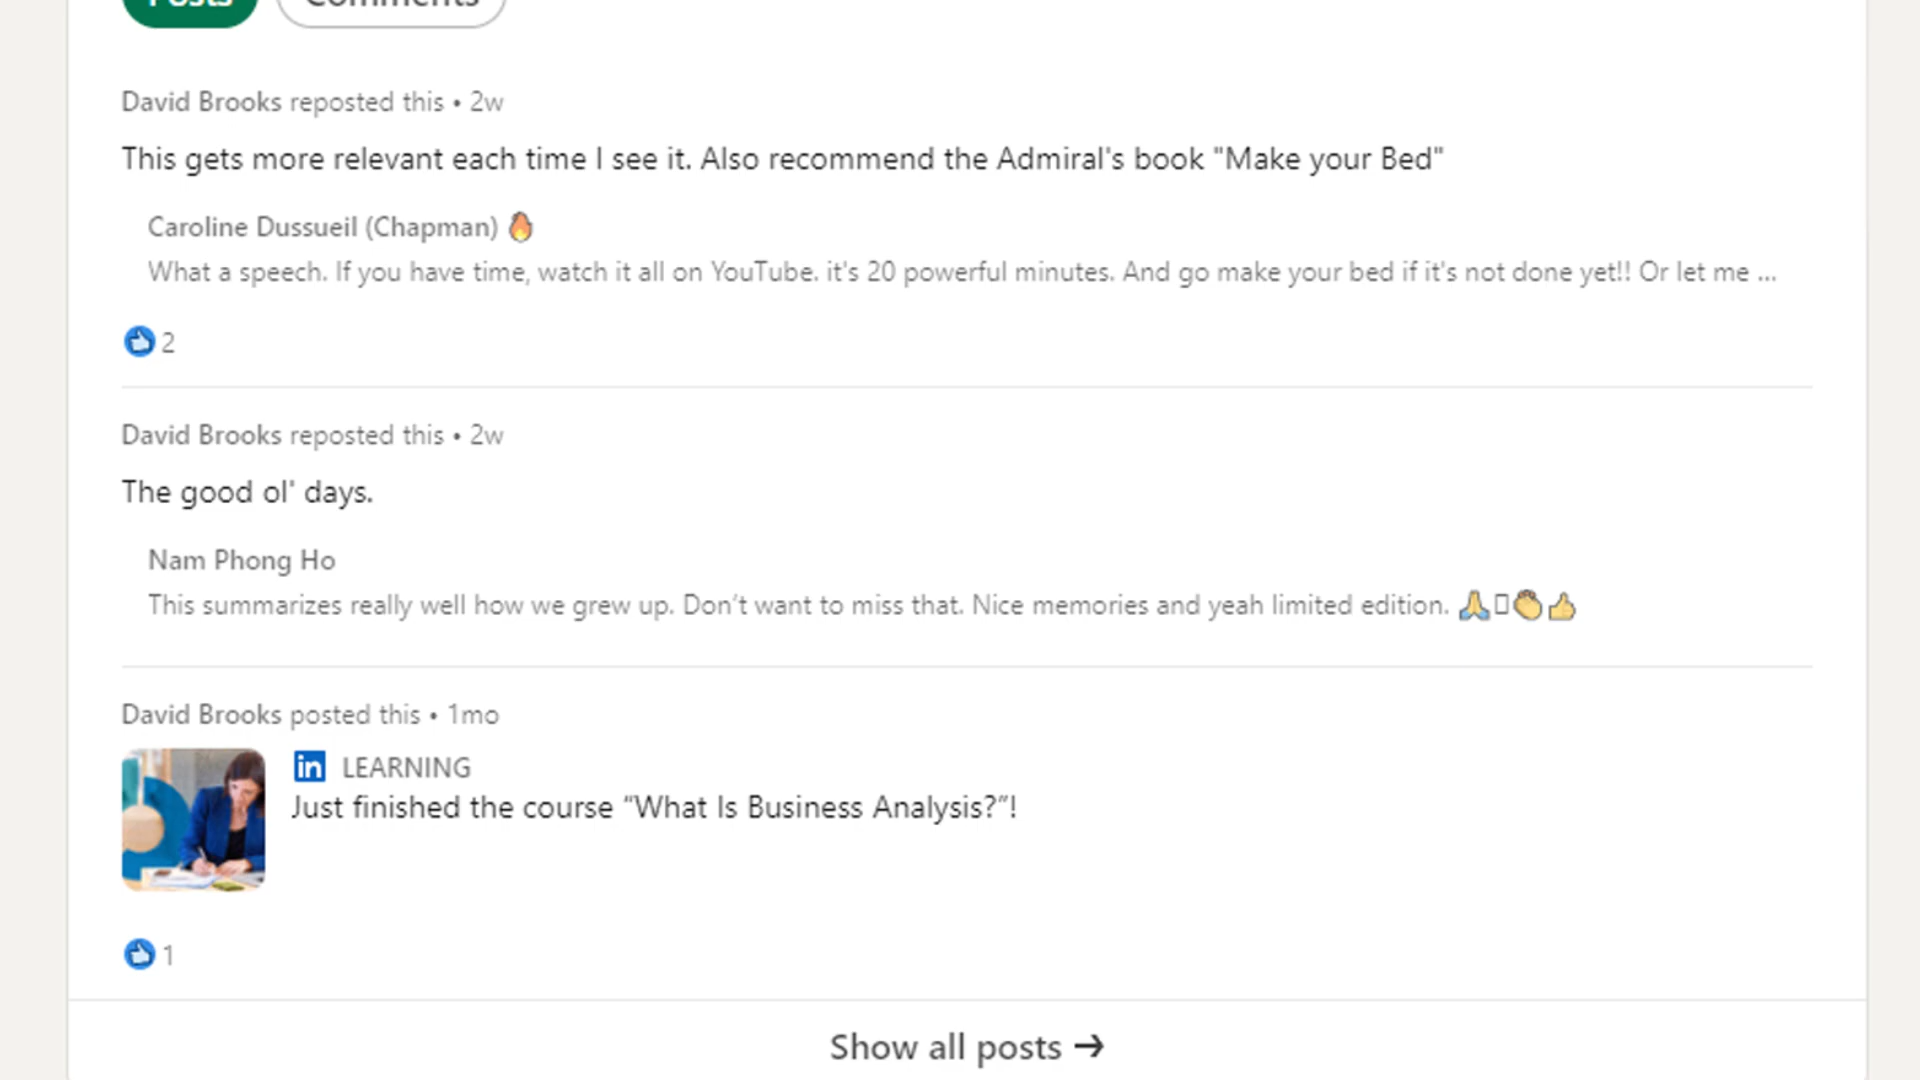 Posts Comments
David Brooks reposted this • 2w
This gets more relevant each time I see it. Also recommend the Admiral's book "Make your Bed"
Caroline Dussueil (Chapman) 🔥
What a speech. If you have time, watch it all on YouTube. it's 20 powerful minutes. And go make your bed if it's not done yet!! Or let me ...
2
David Brooks reposted this • 2w
The good ol' days.
Nam Phong Ho
This summarizes really well how we grew up. Don’t want to miss that. Nice memories and yeah limited edition. 🙏▯👏👍
David Brooks posted this • 1mo
in LEARNING
Just finished the course “What Is Business Analysis?”!
1
Show all posts →